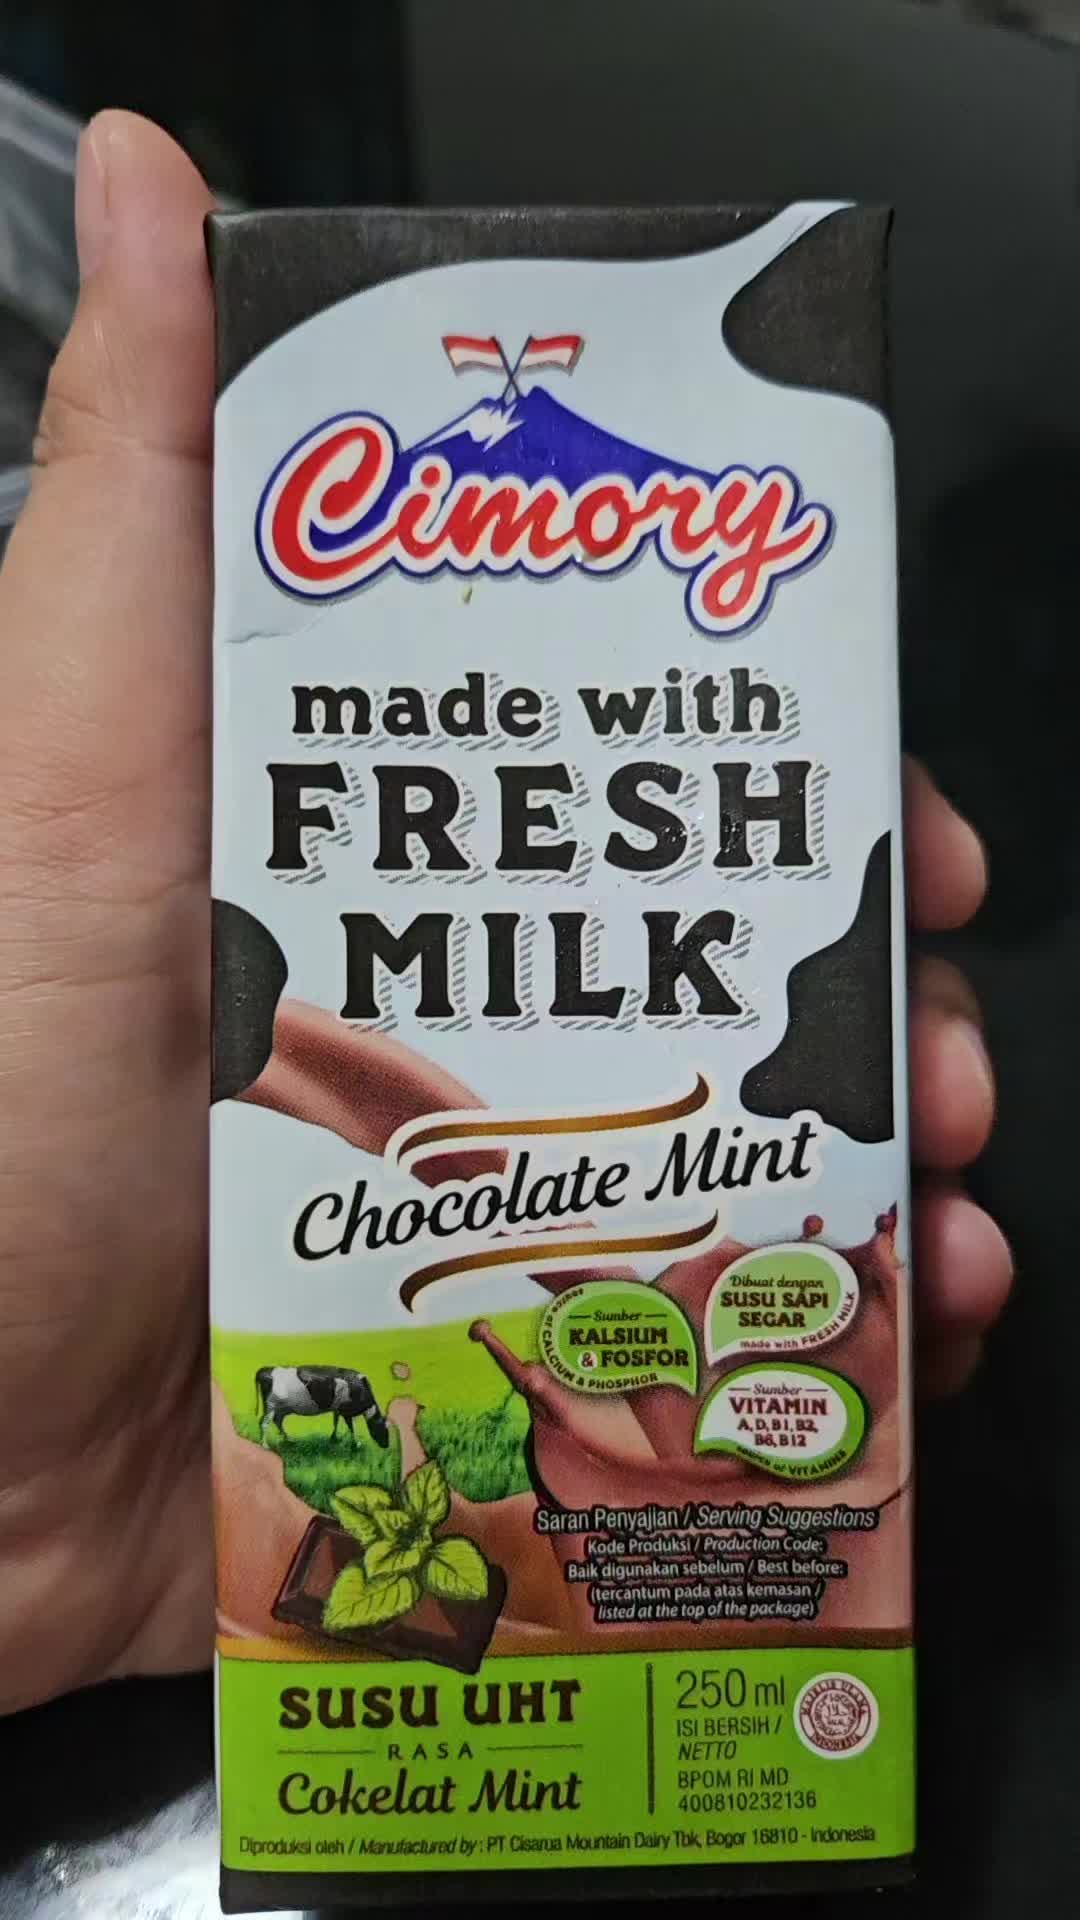 Cimory
made with
FRESH
MILK
Chocolate Mint
Sumber
KALSIUM
& FOSFOR
source of CALCIUM & PHOSPHOR
Dibuat dengan
SUSU SAPI
SEGAR
made with FRESH MILK
Sumber
VITAMIN
A, D, B1, B2,
B6, B12
source of VITAMINS
Saran Penyajian / Serving Suggestions
Kode Produksi / Production Code:
Baik digunakan sebelum / Best before:
(tercantum pada atas kemasan /
listed at the top of the package)
SUSU UHT
RASA
Cokelat Mint
250 ml
ISI BERSIH /
NETTO
BPOM RI MD
400810232136
Diproduksi oleh / Manufactured by : PT Cisarua Mountain Dairy Tbk, Bogor 16810 - Indonesia